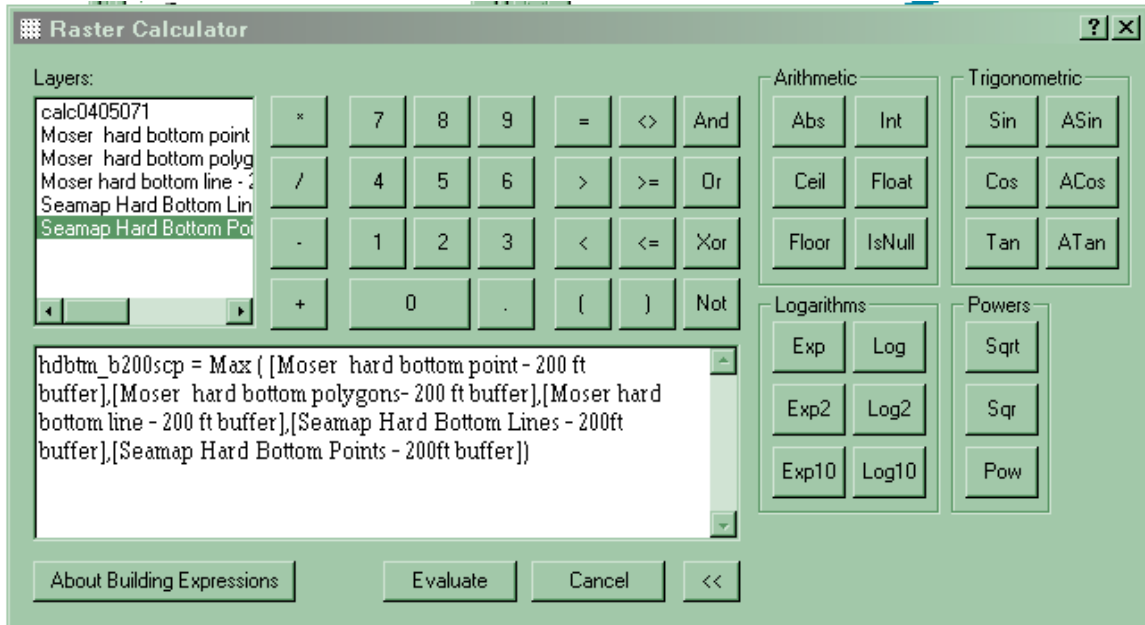 Raster Calculator
? X
Layers:
calc0405071
Moser hard bottom point
Moser hard bottom polyg
Moser hard bottom line - 2
Seamap Hard Bottom Lin
Seamap Hard Bottom Poi
* 7 8 9 = <> And
/ 4 5 6 > >= Or
- 1 2 3 < <= Xor
+ 0 . ( ) Not
hdbtm_b200scp = Max ( [Moser hard bottom point - 200 ft
buffer],[Moser hard bottom polygons- 200 ft buffer],[Moser hard
bottom line - 200 ft buffer],[Seamap Hard Bottom Lines - 200ft
buffer],[Seamap Hard Bottom Points - 200ft buffer])
Arithmetic
Abs Int
Ceil Float
Floor IsNull
Trigonometric
Sin ASin
Cos ACos
Tan ATan
Logarithms
Exp Log
Exp2 Log2
Exp10 Log10
Powers
Sqrt
Sqr
Pow
About Building Expressions Evaluate Cancel <<